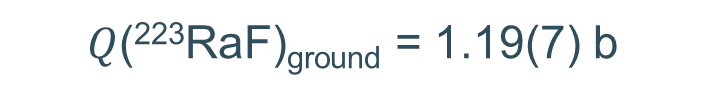 Q(²²³RaF)ground = 1.19(7) b